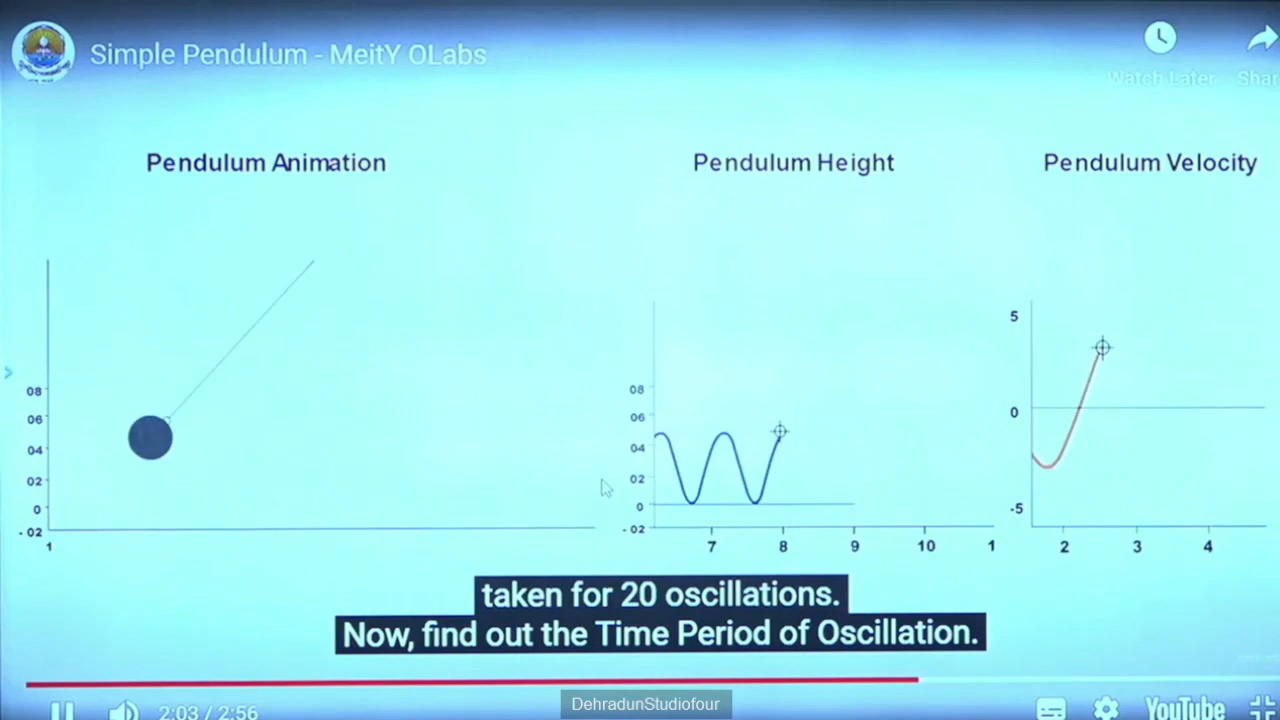 Simple Pendulum - MeitY OLabs
Watch Later
Shar
Pendulum Animation
Pendulum Height
Pendulum Velocity
08
06
04
02
0
- 02
1
08
06
04
02
0
- 02
7 8 9 10 1
5
0
-5
2 3 4
taken for 20 oscillations.
Now, find out the Time Period of Oscillation.
DehradunStudiofour
2:03 / 2:56
YouTube